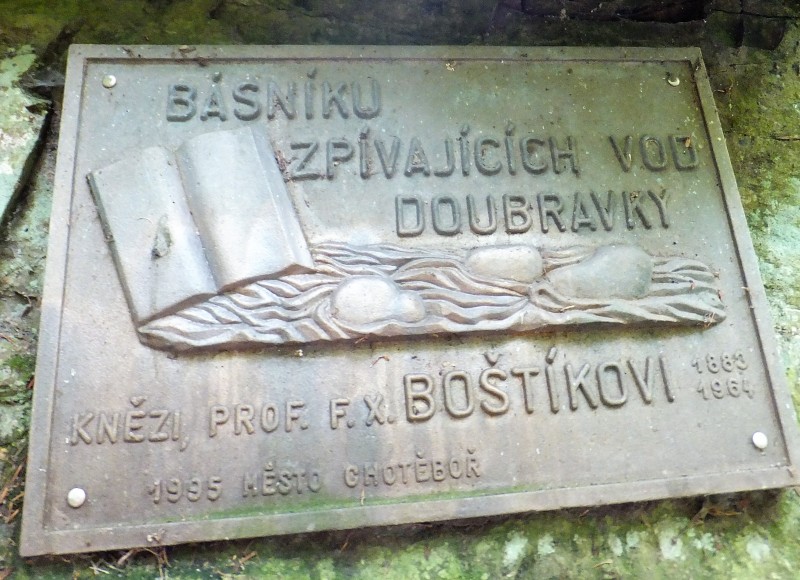 BÁSNÍKU
ZPÍVAJÍCÍCH VOD
DOUBRAVKY
KNĚZI, PROF. F. X. BOŠTÍKOVI 1883
1964
1995 MĚSTO CHOTĚBOŘ